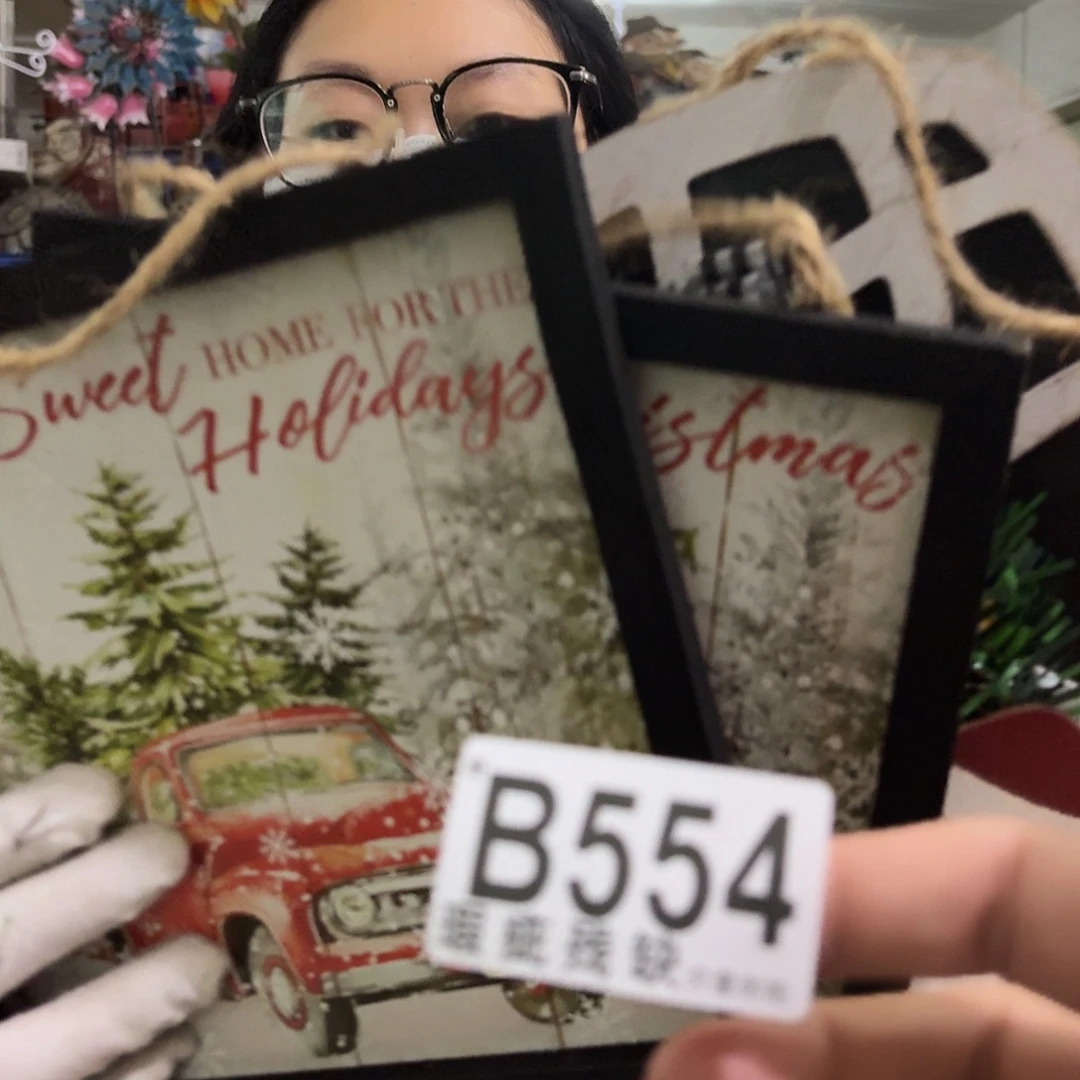 Sweet HOME FOR THE
Holidays
istmas
B554